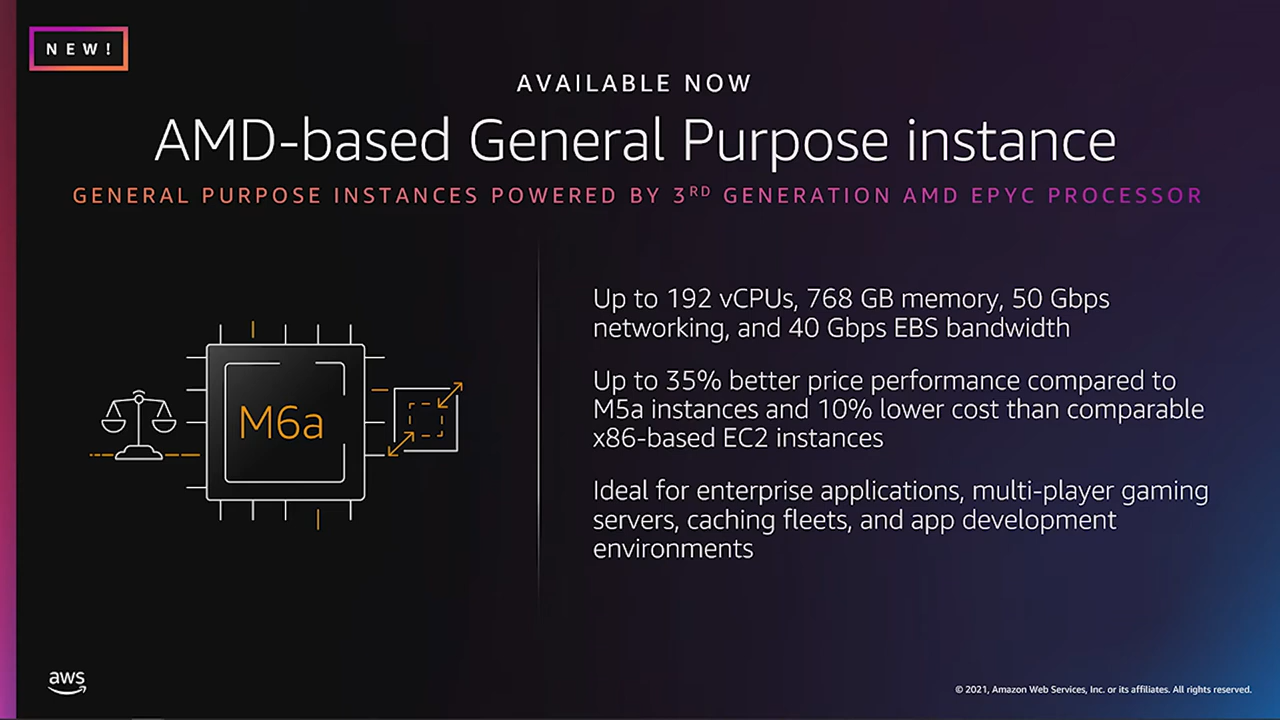 NEW!
AVAILABLE NOW
AMD-based General Purpose instance
GENERAL PURPOSE INSTANCES POWERED BY 3RD GENERATION AMD EPYC PROCESSOR
Up to 192 vCPUs, 768 GB memory, 50 Gbps
networking, and 40 Gbps EBS bandwidth
Up to 35% better price performance compared to
M5a instances and 10% lower cost than comparable
x86-based EC2 instances
M6a
Ideal for enterprise applications, multi-player gaming
servers, caching fleets, and app development
environments
aws
© 2021, Amazon Web Services, Inc. or its affiliates. All rights reserved.